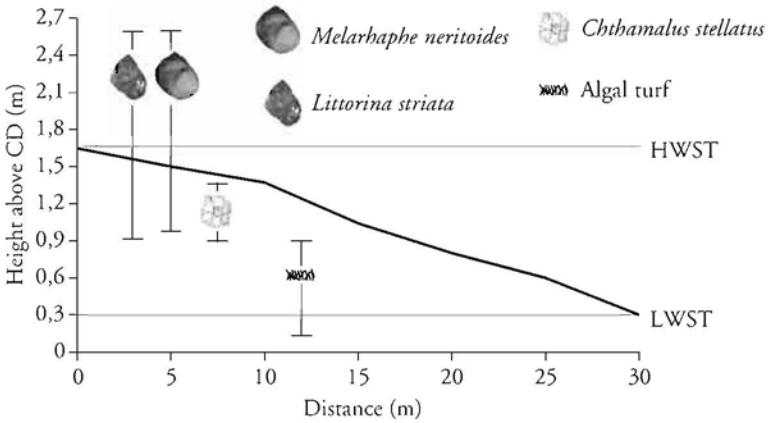 Melarhaphe neritoides
Chthamalus stellatus
Littorina striata
Algal turf
Height above CD (m)
2,7
2,4
2,1
1,8
1,5
1,2
0,9
0,6
0,3
0
HWST
LWST
0 5 10 15 20 25 30
Distance (m)